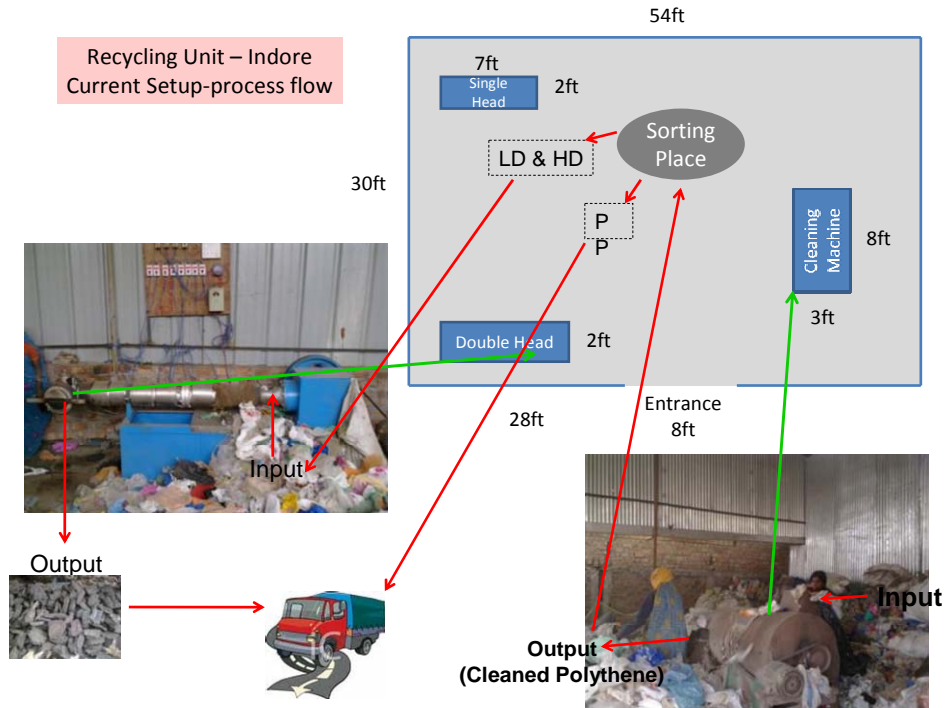 54ft
Recycling Unit – Indore
Current Setup-process flow
7ft
Single
Head
2ft
Sorting
Place
LD & HD
30ft
P
P
Cleaning
Machine
8ft
3ft
Double Head
2ft
Entrance
8ft
28ft
Input
Output
Input
Output
(Cleaned Polythene)